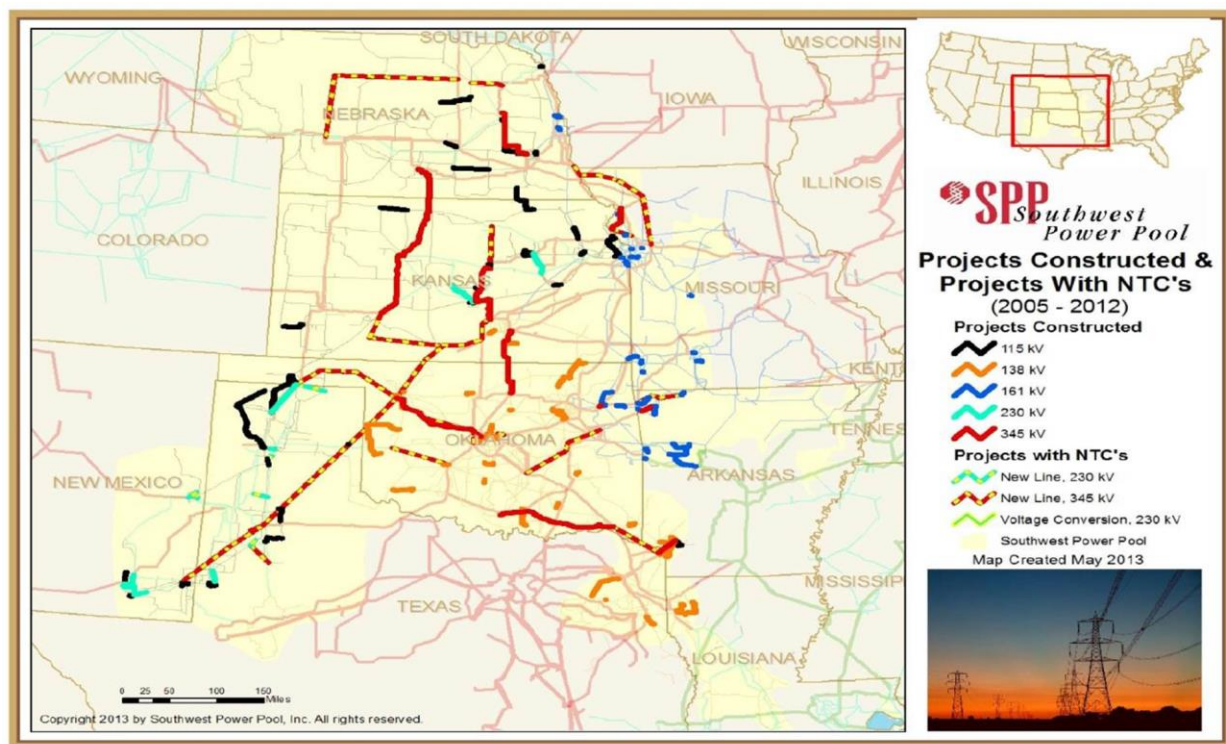 SOUTH DAKOTA
WISCONSIN
WYOMING
IOWA
NEBRASKA
ILLINOIS
COLORADO
KANSAS
MISSOURI
KENT
OKLAHOMA
TENNES
ARKANSAS
NEW MEXICO
MISSISSIP
TEXAS
LOUISIANA
0 25 50 100 150
Miles
Copyright 2013 by Southwest Power Pool, Inc. All rights reserved.
SPP
Southwest
Power Pool
Projects Constructed &
Projects With NTC's
(2005 - 2012)
Projects Constructed
115 kV
138 kV
161 kV
230 kV
345 kV
Projects with NTC's
New Line, 230 kV
New Line, 345 kV
Voltage Conversion, 230 kV
Southwest Power Pool
Map Created May 2013